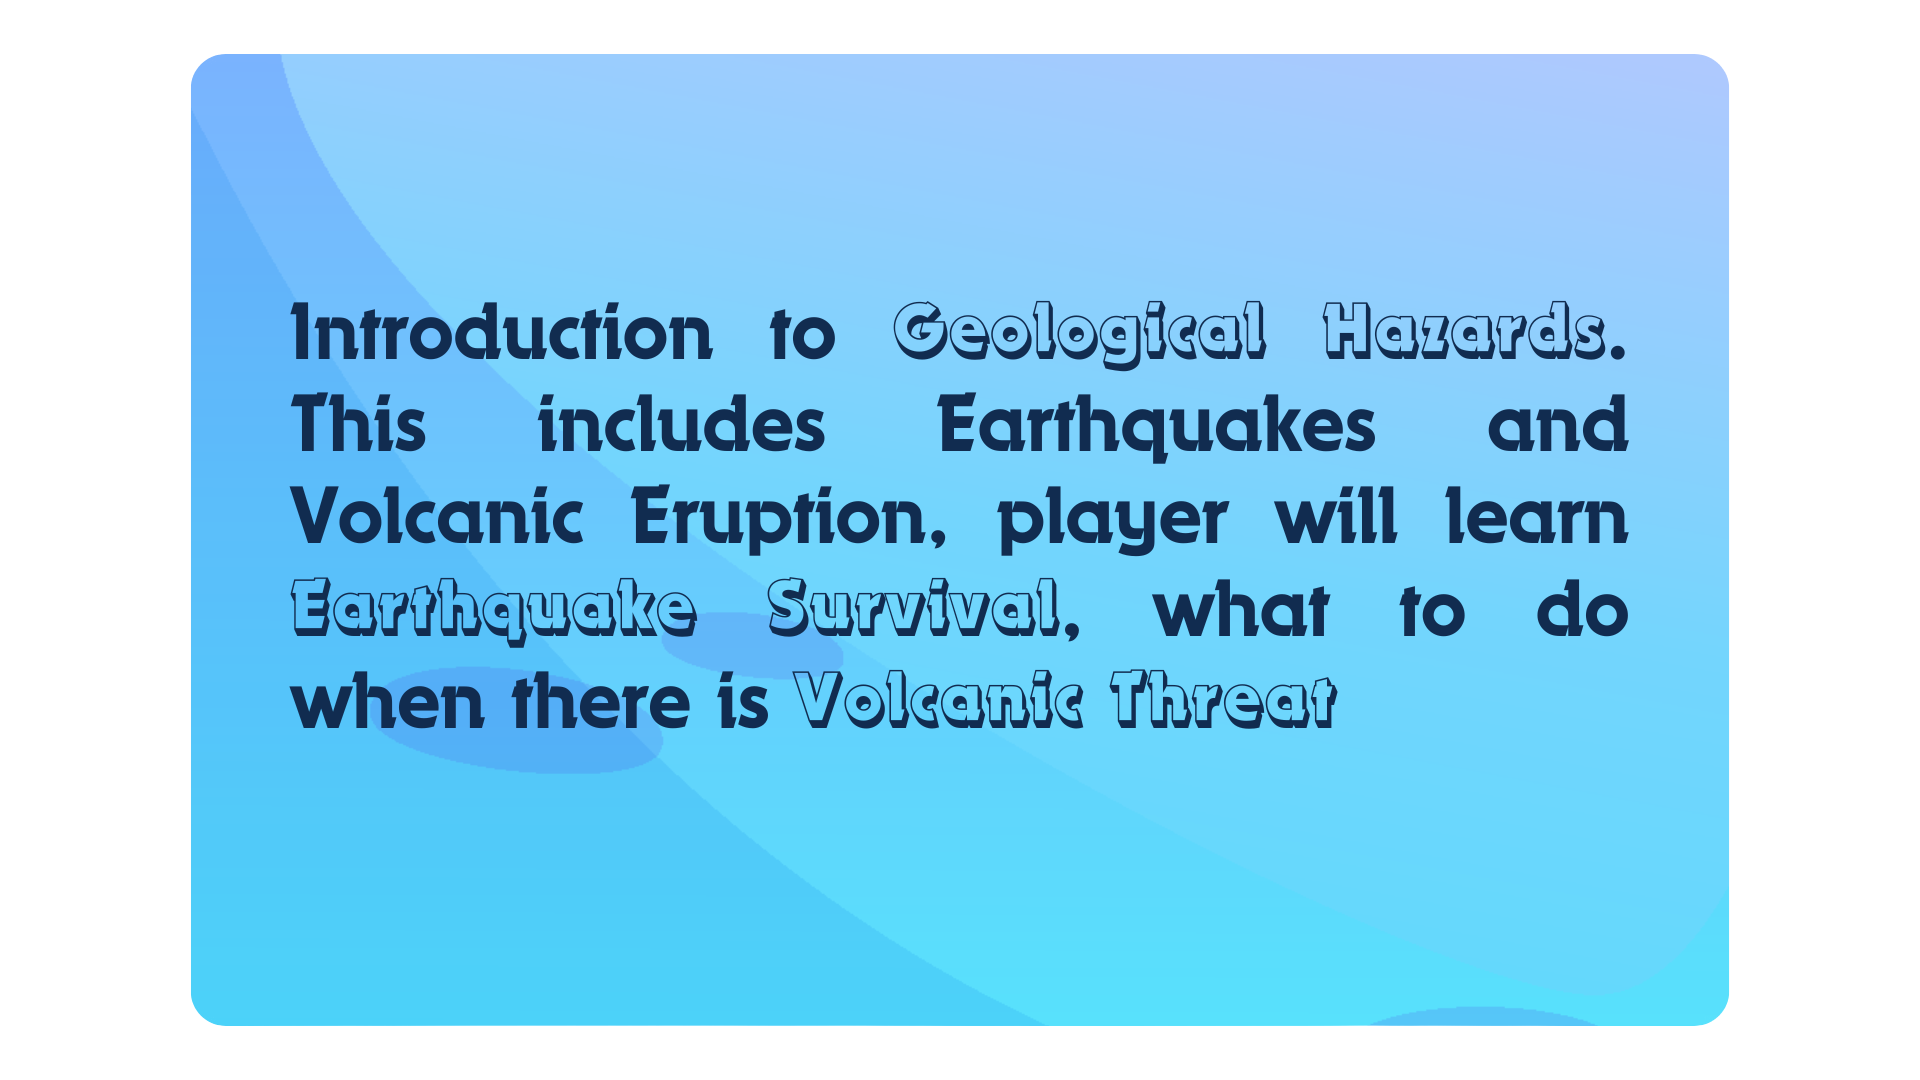 Introduction to Geological Hazards.
This includes Earthquakes and
Volcanic Eruption, player will learn
Earthquake Survival, what to do
when there is Volcanic Threat